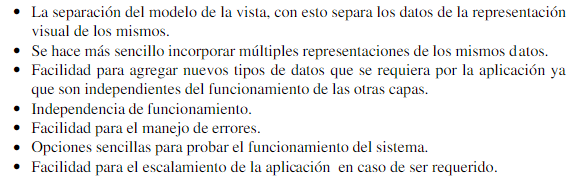 • La separación del modelo de la vista, con esto separa los datos de la representación
visual de los mismos.
• Se hace más sencillo incorporar múltiples representaciones de los mismos datos.
• Facilidad para agregar nuevos tipos de datos que se requiera por la aplicación ya
que son independientes del funcionamiento de las otras capas.
• Independencia de funcionamiento.
• Facilidad para el manejo de errores.
• Opciones sencillas para probar el funcionamiento del sistema.
• Facilidad para el escalamiento de la aplicación en caso de ser requerido.